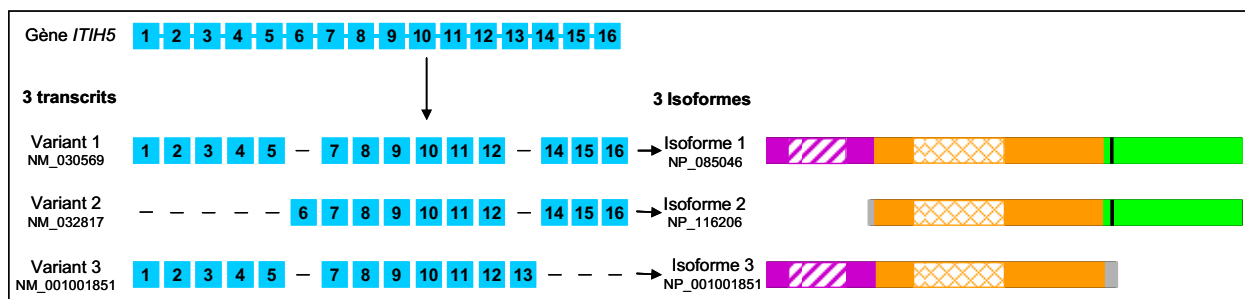 Gène ITIH5 1 2 3 4 5 6 7 8 9 10 11 12 13 14 15 16
3 transcrits 3 Isoformes
Variant 1 1 2 3 4 5 – 7 8 9 10 11 12 – 14 15 16 Isoforme 1
NM_030569 NP_085046
Variant 2 – – – – – 6 7 8 9 10 11 12 – 14 15 16 Isoforme 2
NM_032817 NP_116206
Variant 3 1 2 3 4 5 – 7 8 9 10 11 12 13 – – – Isoforme 3
NM_001001851 NP_001001851